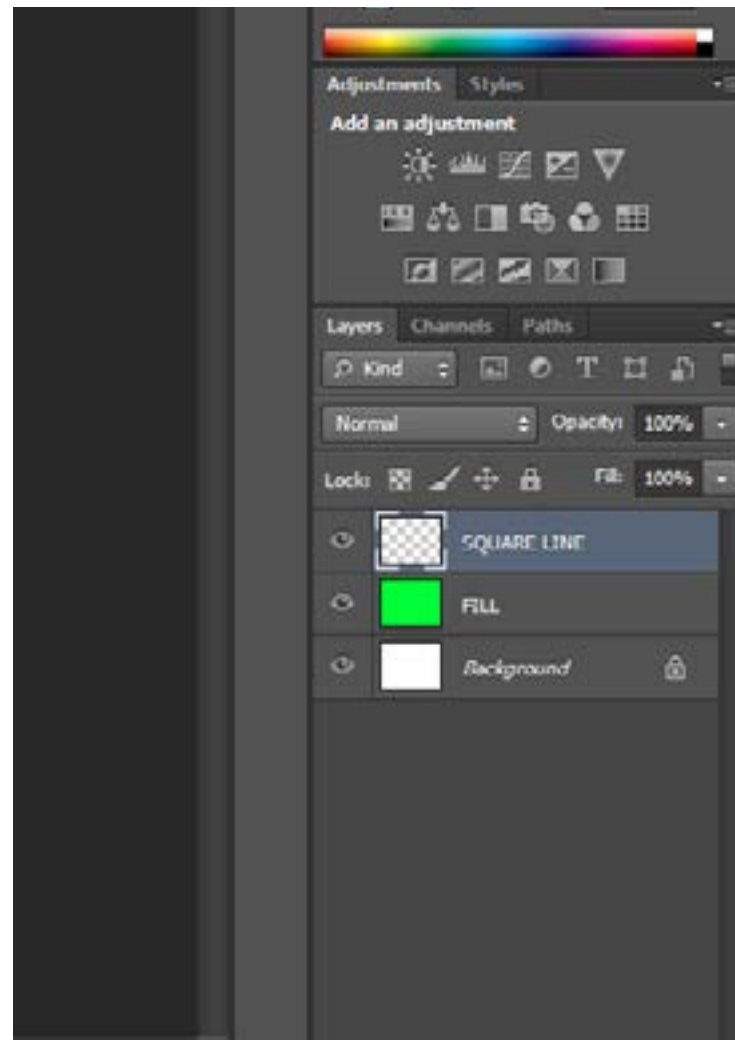 Adjustments Styles
Add an adjustment
Layers Channels Paths
Kind
Normal Opacity: 100%
Lock: Fill: 100%
SQUARE LINE
FILL
Background